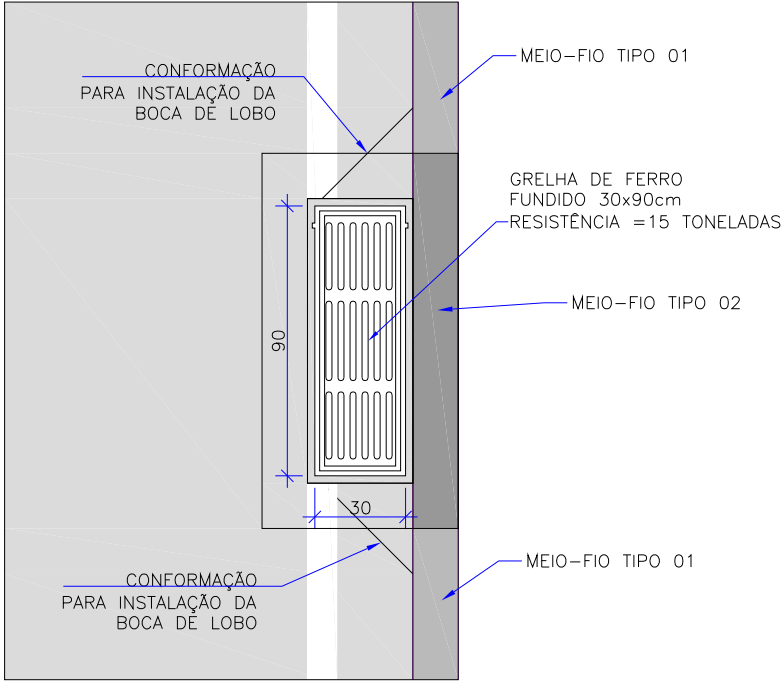 MEIO-FIO TIPO 01
CONFORMAÇÃO
PARA INSTALAÇÃO DA
BOCA DE LOBO
GRELHA DE FERRO
FUNDIDO 30x90cm
RESISTÊNCIA =15 TONELADAS
MEIO-FIO TIPO 02
90
30
MEIO-FIO TIPO 01
CONFORMAÇÃO
PARA INSTALAÇÃO DA
BOCA DE LOBO